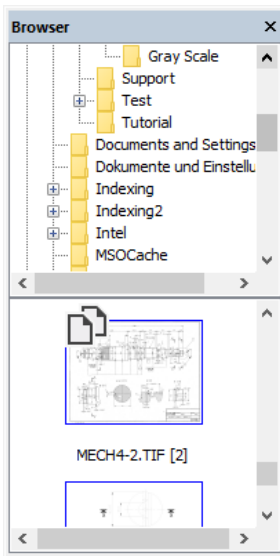 Browser
Gray Scale
Support
Test
Tutorial
Documents and Settings
Dokumente und Einstellu
Indexing
Indexing2
Intel
MSOCache
MECH4-2.TIF [2]